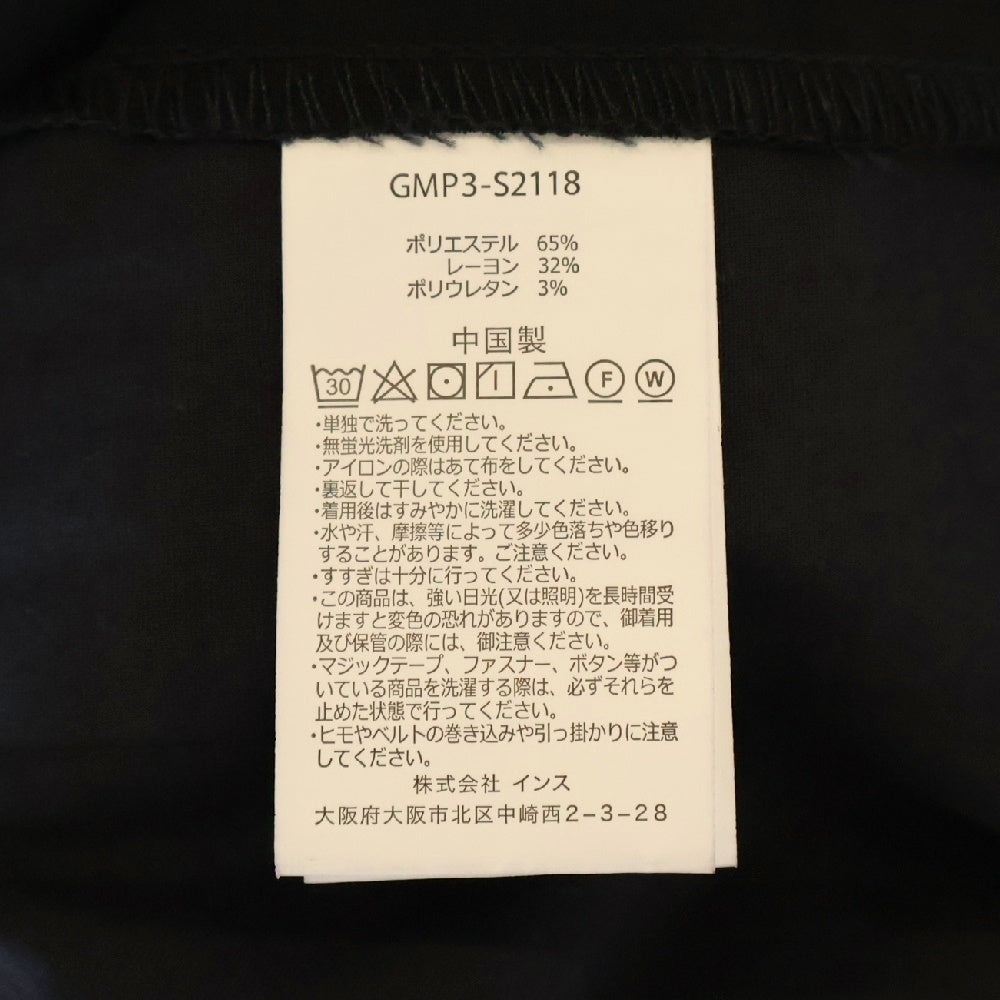 GMP3-S2118
ポリエステル 65%
レーヨン 32%
ポリウレタン 3%
中国製
30 F W
・単独で洗ってください。
・無蛍光洗剤を使用してください。
・アイロンの際はあて布をしてください。
・裏返して干してください。
・着用後はすみやかに洗濯してください。
・水や汗、摩擦等によって多少色落ちや色移り
することがあります。ご注意ください。
・すすぎは十分に行ってください。
・この商品は、強い日光(又は照明)を長時間受
けますと変色の恐れがありますので、御着用
及び保管の際には、御注意ください。
・マジックテープ、ファスナー、ボタン等がつ
いている商品を洗濯する際は、必ずそれらを
止めた状態で行ってください。
・ヒモやベルトの巻き込みや引っ掛かりに注意
してください。
株式会社 インス
大阪府大阪市北区中崎西2-3-28